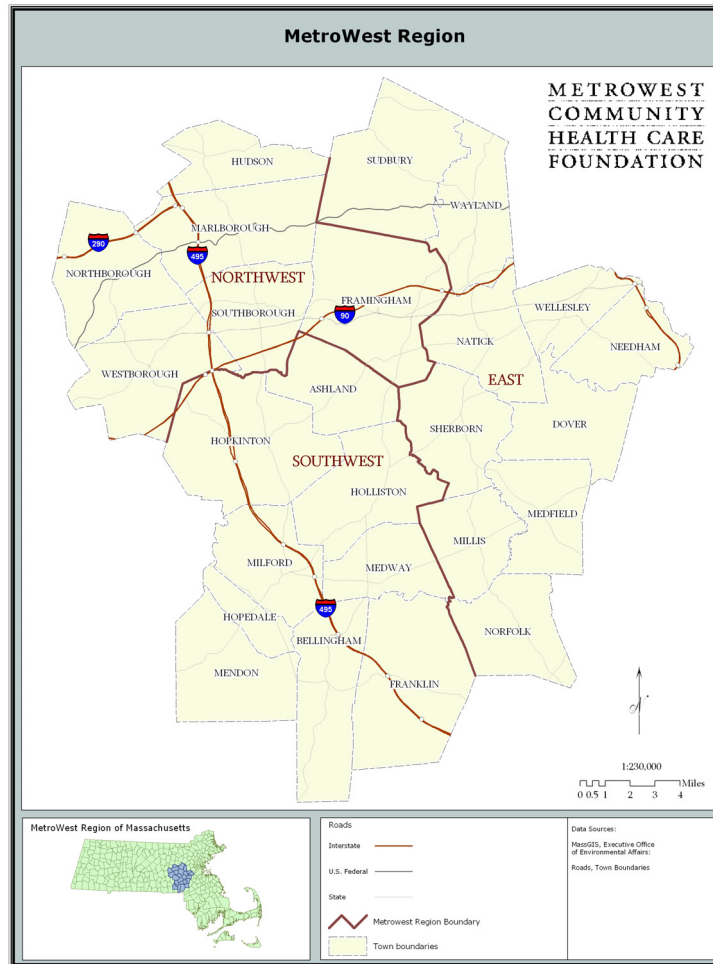 MetroWest Region
METROWEST
COMMUNITY
HEALTH CARE
FOUNDATION
HUDSON
SUDBURY
WAYLAND
MARLBOROUGH
290
495
NORTHBOROUGH
NORTHWEST
FRAMINGHAM
WELLESLEY
SOUTHBOROUGH
90
NATICK
NEEDHAM
WESTBOROUGH
EAST
ASHLAND
SHERBORN
DOVER
HOPKINTON
SOUTHWEST
HOLLISTON
MEDFIELD
MILLIS
MILFORD
MEDWAY
495
HOPEDALE
NORFOLK
BELLINGHAM
MENDON
FRANKLIN
N
1:230,000
Miles
0 0.5 1 2 3 4
MetroWest Region of Massachusetts
Roads
Interstate
U.S. Federal
State
Metrowest Region Boundary
Town boundaries
Data Sources:
MassGIS, Executive Office
of Environmental Affairs:
Roads, Town Boundaries